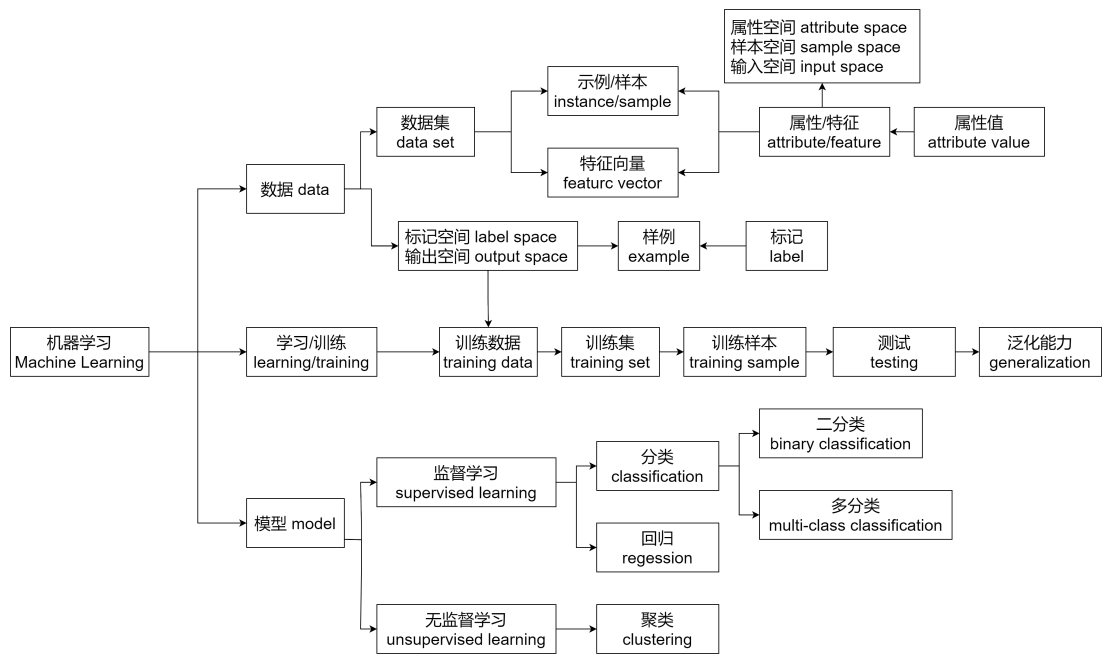 属性空间 attribute space
样本空间 sample space
输入空间 input space
示例/样本
instance/sample
数据集
data set
属性/特征
attribute/feature
属性值
attribute value
特征向量
featurc vector
数据 data
标记空间 label space
输出空间 output space
样例
example
标记
label
机器学习
Machine Learning
学习/训练
learning/training
训练数据
training data
训练集
training set
训练样本
training sample
测试
testing
泛化能力
generalization
二分类
binary classification
监督学习
supervised learning
分类
classification
多分类
multi-class classification
模型 model
回归
regession
无监督学习
unsupervised learning
聚类
clustering